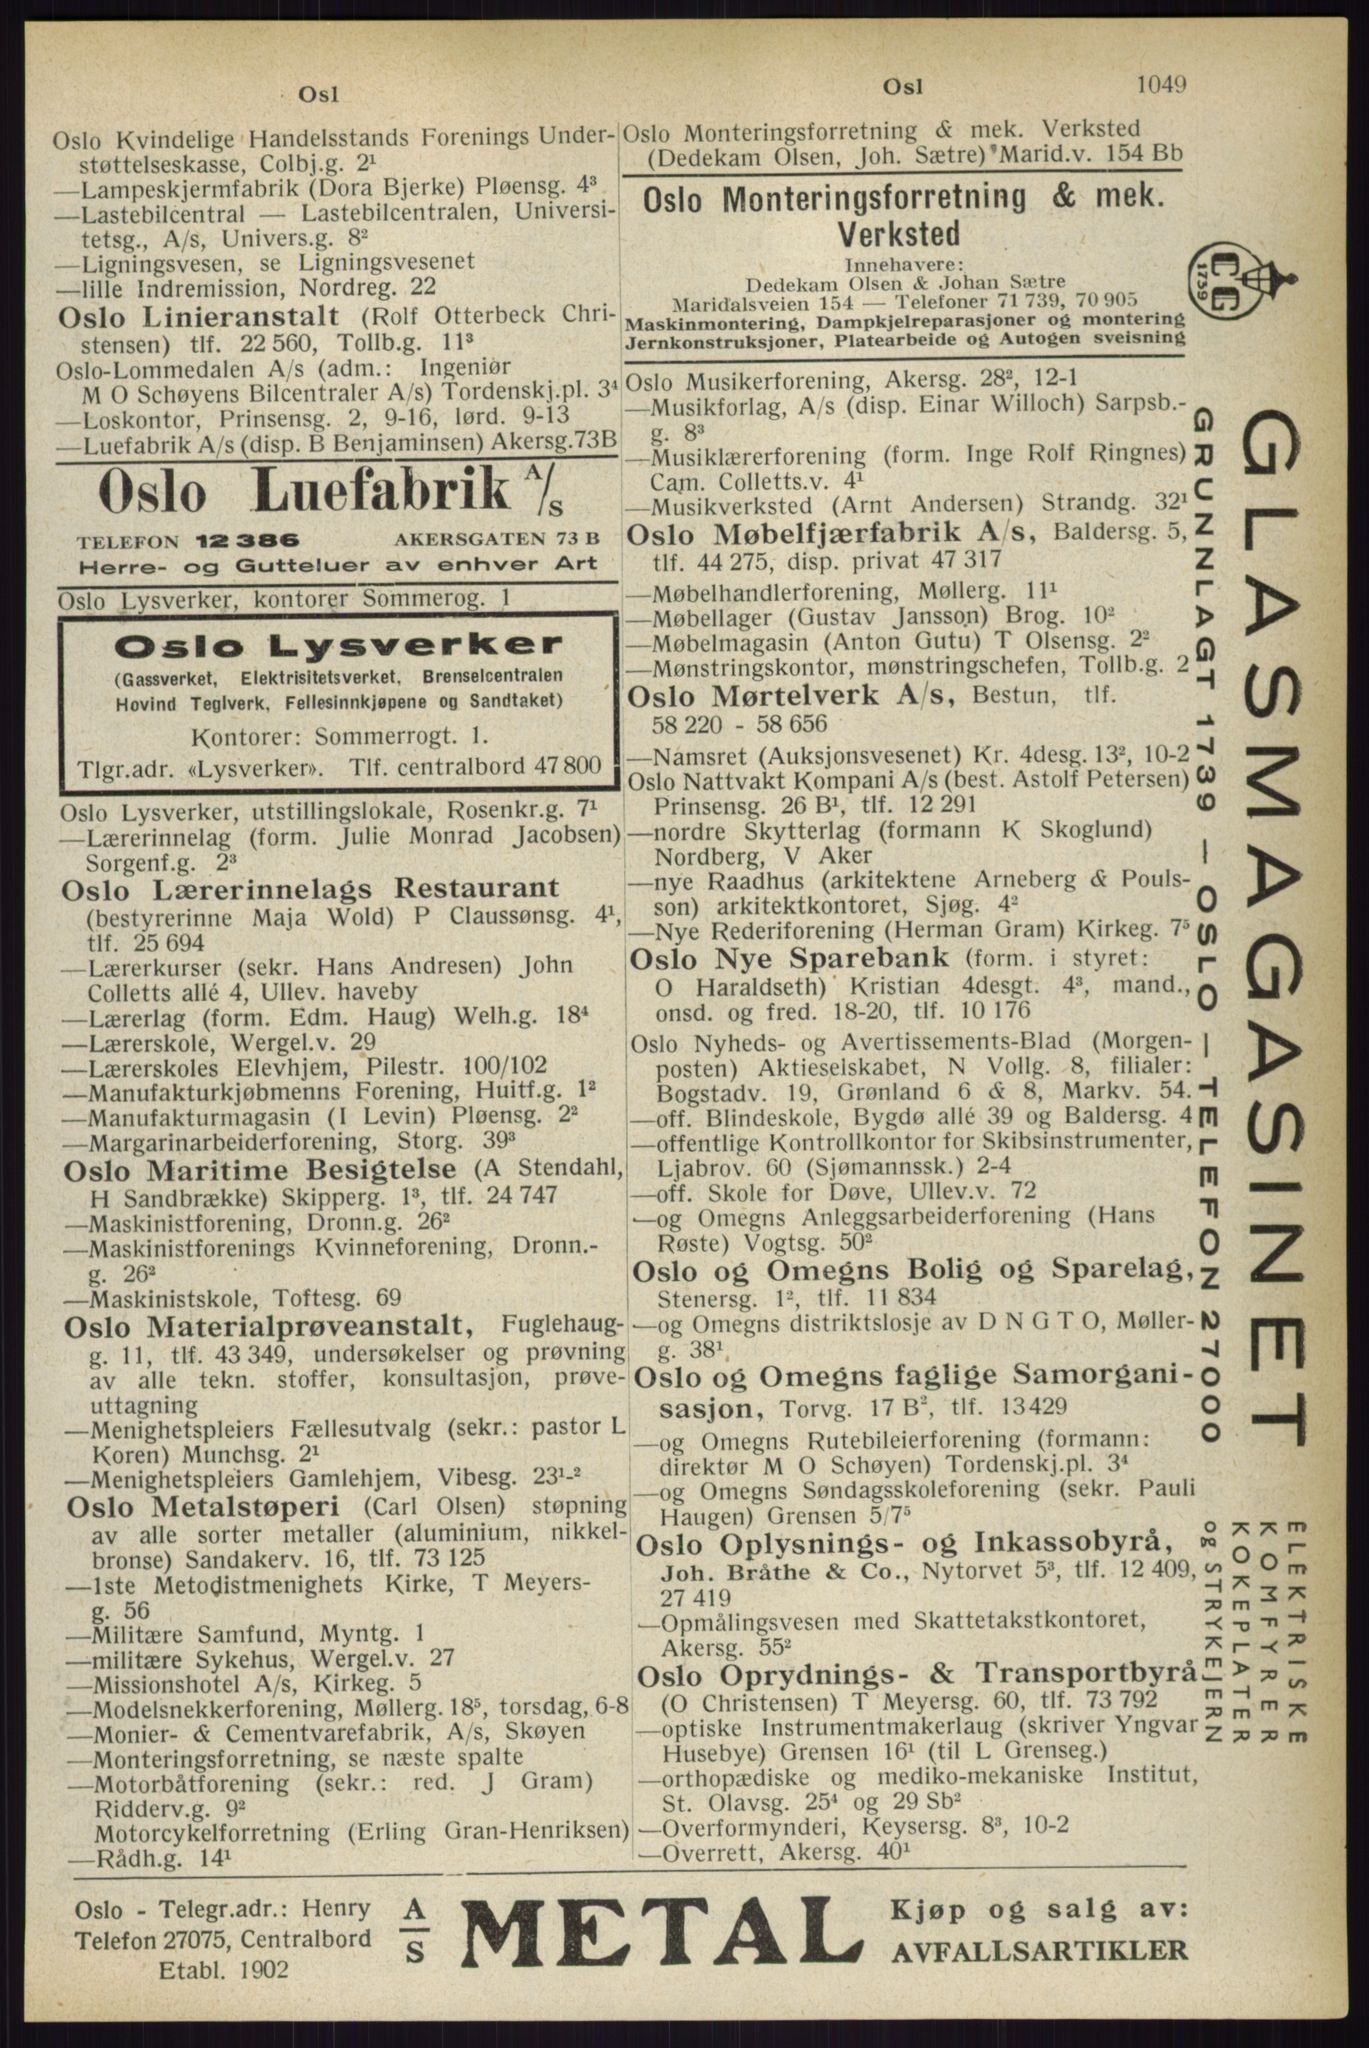 Osl
Osl
1049
Oslo Kvindelige Handelsstands Forenings Under-
støttelseskasse, Colbj.g. 2¹
—Lampeskjermfabrik (Dora Bjerke) Pløensg. 4³
—Lastebilcentral — Lastebilcentralen, Universi-
tetsg., A/s, Univers.g. 8²
—Ligningsvesen, se Ligningsvesenet
—lille Indremission, Nordreg. 22
Oslo Linieranstalt (Rolf Otterbeck Chri-
stensen) tlf. 22 560, Tollb.g. 11³
Oslo-Lommedalen A/s (adm.: Ingeniør
M O Schøyens Bilcentraler A/s) Tordenskj.pl. 3⁴
—Loskontor, Prinsensg. 2, 9-16, lørd. 9-13
—Luefabrik A/s (disp. B Benjaminsen) Akersg.73B
Oslo Luefabrik A/s
TELEFON 12386 AKERSGATEN 73 B
Herre- og Gutteluer av enhver Art
Oslo Lysverker, kontorer Sommerog. 1
Oslo Lysverker
(Gassverket, Elektrisitetsverket, Brenselcentralen
Hovind Teglverk, Fellesinnkjøpene og Sandtaket)
Kontorer: Sommerrogt. 1.
Tlgr.adr. «Lysverker». Tlf. centralbord 47 800
Oslo Lysverker, utstillingslokale, Rosenkr.g. 7¹
—Lærerinnelag (form. Julie Monrad Jacobsen)
Sorgenf.g. 2³
Oslo Lærerinnelags Restaurant
(bestyrerinne Maja Wold) P Claussønsg. 4¹,
tlf. 25 694
—Lærerkurser (sekr. Hans Andresen) John
Colletts allé 4, Ullev. haveby
—Lærerlag (form. Edm. Haug) Welh.g. 18⁴
—Lærerskole, Wergel.v. 29
—Lærerskoles Elevhjem, Pilestr. 100/102
—Manufakturkjøbmenns Forening, Huitf.g. 1²
—Manufakturmagasin (I Levin) Pløensg. 2²
—Margarinarbeiderforening, Storg. 39³
Oslo Maritime Besigtelse (A Stendahl,
H Sandbrække) Skipperg. 1³, tlf. 24 747
—Maskinistforening, Dronn.g. 26²
—Maskinistforenings Kvinneforening, Dronn.-
g. 26²
—Maskinistskole, Toftesg. 69
Oslo Materialprøveanstalt, Fuglehaug-
g. 11, tlf. 43 349, undersøkelser og prøvning
av alle tekn. stoffer, konsultasjon, prøve-
uttagning
—Menighetspleiers Fællesutvalg (sekr.: pastor L
Koren) Munchsg. 2¹
—Menighetspleiers Gamlehjem, Vibesg. 23¹-²
Oslo Metalstøperi (Carl Olsen) støpning
av alle sorter metaller (aluminium, nikkel-
bronse) Sandakerv. 16, tlf. 73 125
—1ste Metodistmenighets Kirke, T Meyers-
g. 56
—Militære Samfund, Myntg. 1
—militære Sykehus, Wergel.v. 27
—Missionshotel A/s, Kirkeg. 5
—Modelsnekkerforening, Møllerg. 18⁵, torsdag, 6-8
—Monier- & Cementvarefabrik, A/s, Skøyen
—Monteringsforretning, se næste spalte
—Motorbåtforening (sekr.: red. J Gram)
Ridderv.g. 9²
Motorcykelforretning (Erling Gran-Henriksen)
—Rådh.g. 14¹
Oslo Monteringsforretning & mek. Verksted
(Dedekam Olsen, Joh. Sætre) Marid.v. 154 Bb
Oslo Monteringsforretning & mek.
Verksted
Innehavere:
Dedekam Olsen & Johan Sætre
Maridalsveien 154 — Telefoner 71 739, 70 905
Maskinmontering, Dampkjelreparasjoner og montering
Jernkonstruksjoner, Platearbeide og Autogen sveisning
Oslo Musikerforening, Akersg. 28², 12-1
—Musikforlag, A/s (disp. Einar Willoch) Sarpsb.-
g. 8³
—Musiklærerforening (form. Inge Rolf Ringnes)
Cam. Colletts.v. 4¹
—Musikverksted (Arnt Andersen) Strandg. 32¹
Oslo Møbelfjærfabrik A/s, Baldersg. 5,
tlf. 44 275, disp. privat 47 317
—Møbelhandlerforening, Møllerg. 11¹
—Møbellager (Gustav Jansson) Brog. 10²
—Møbelmagasin (Anton Gutu) T Olsensg. 2²
—Mønstringskontor, mønstringschefen, Tollb.g. 2
Oslo Mørtelverk A/s, Bestun, tlf.
58 220 - 58 656
—Namsret (Auksjonsvesenet) Kr. 4desg. 13², 10-2
Oslo Nattvakt Kompani A/s (best. Astolf Petersen)
Prinsensg. 26 B¹, tlf. 12 291
—nordre Skytterlag (formann K Skoglund)
Nordberg, V Aker
—nye Raadhus (arkitektene Arneberg & Pouls-
son) arkitektkontoret, Sjøg. 4²
—Nye Rederiforening (Herman Gram) Kirkeg. 7⁵
Oslo Nye Sparebank (form. i styret:
O Haraldseth) Kristian 4desgt. 4³, mand.,
onsd. og fred. 18-20, tlf. 10 176
Oslo Nyheds- og Avertissements-Blad (Morgen-
posten) Aktieselskabet, N Vollg. 8, filialer:
Bogstadv. 19, Grønland 6 & 8, Markv. 54.
—off. Blindeskole, Bygdø allé 39 og Baldersg. 4
—offentlige Kontrollkontor for Skibsinstrumenter,
Ljabrov. 60 (Sjømannssk.) 2-4
—off. Skole for Døve, Ullev.v. 72
—og Omegns Anleggsarbeiderforening (Hans
Røste) Vogtsg. 50²
Oslo og Omegns Bolig og Sparelag,
Stenersg. 1², tlf. 11 834
—og Omegns distriktslosje av D N G T O, Møller-
g. 38¹
Oslo og Omegns faglige Samorgani-
sasjon, Torvg. 17 B², tlf. 13429
—og Omegns Rutebileierforening (formann:
direktør M O Schøyen) Tordenskj.pl. 3⁴
—og Omegns Søndagsskoleforening (sekr. Pauli
Haugen) Grensen 5/7⁵
Oslo Oplysnings- og Inkassobyrå,
Joh. Bråthe & Co., Nytorvet 5³, tlf. 12 409,
27 419
—Opmålingsvesen med Skattetakstkontoret,
Akersg. 55²
Oslo Oprydnings- & Transportbyrå
(O Christensen) T Meyersg. 60, tlf. 73 792
—optiske Instrumentmakerlaug (skriver Yngvar
Husebye) Grensen 16¹ (til L Grenseg.)
—orthopædiske og mediko-mekaniske Institut,
St. Olavsg. 25⁴ og 29 Sb²
—Overformynderi, Keysersg. 8³, 10-2
—Overrett, Akersg. 40¹
CC
1739
GLASMAGASINET
GRUNNLAGT 1739 — OSLO — TELEFON 27000
ELEKTRISKE
KOMFYRER
KOKEPLATER
og STRYKEJERN
Oslo - Telegr.adr.: Henry
Telefon 27075, Centralbord
Etabl. 1902
A/S METAL
Kjøp og salg av:
AVFALLSARTIKLER